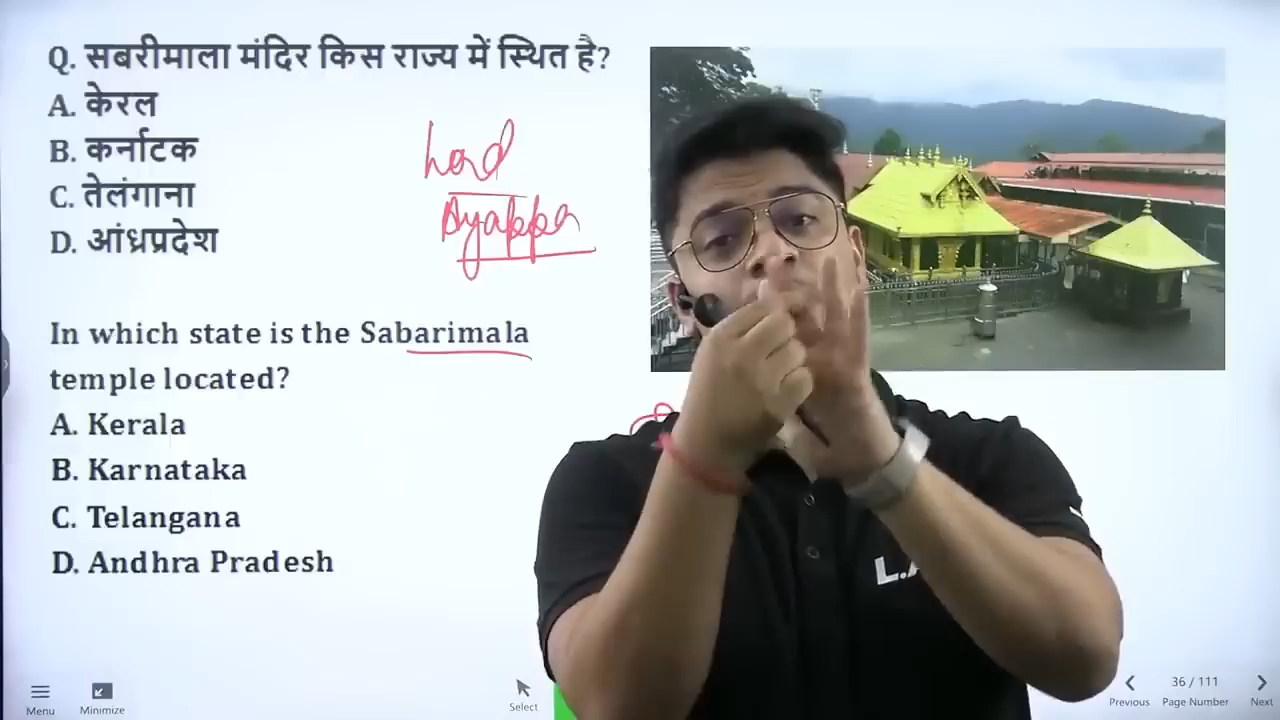 Q. सबरीमाला मंदिर किस राज्य में स्थित है?
A. केरल
B. कर्नाटक
C. तेलंगाना
D. आंध्रप्रदेश
Lord
Ayappa
In which state is the Sabarimala
temple located?
A. Kerala
B. Karnataka
C. Telangana
D. Andhra Pradesh
Menu
Minimize
Select
Previous
36 / 111
Page Number
Next